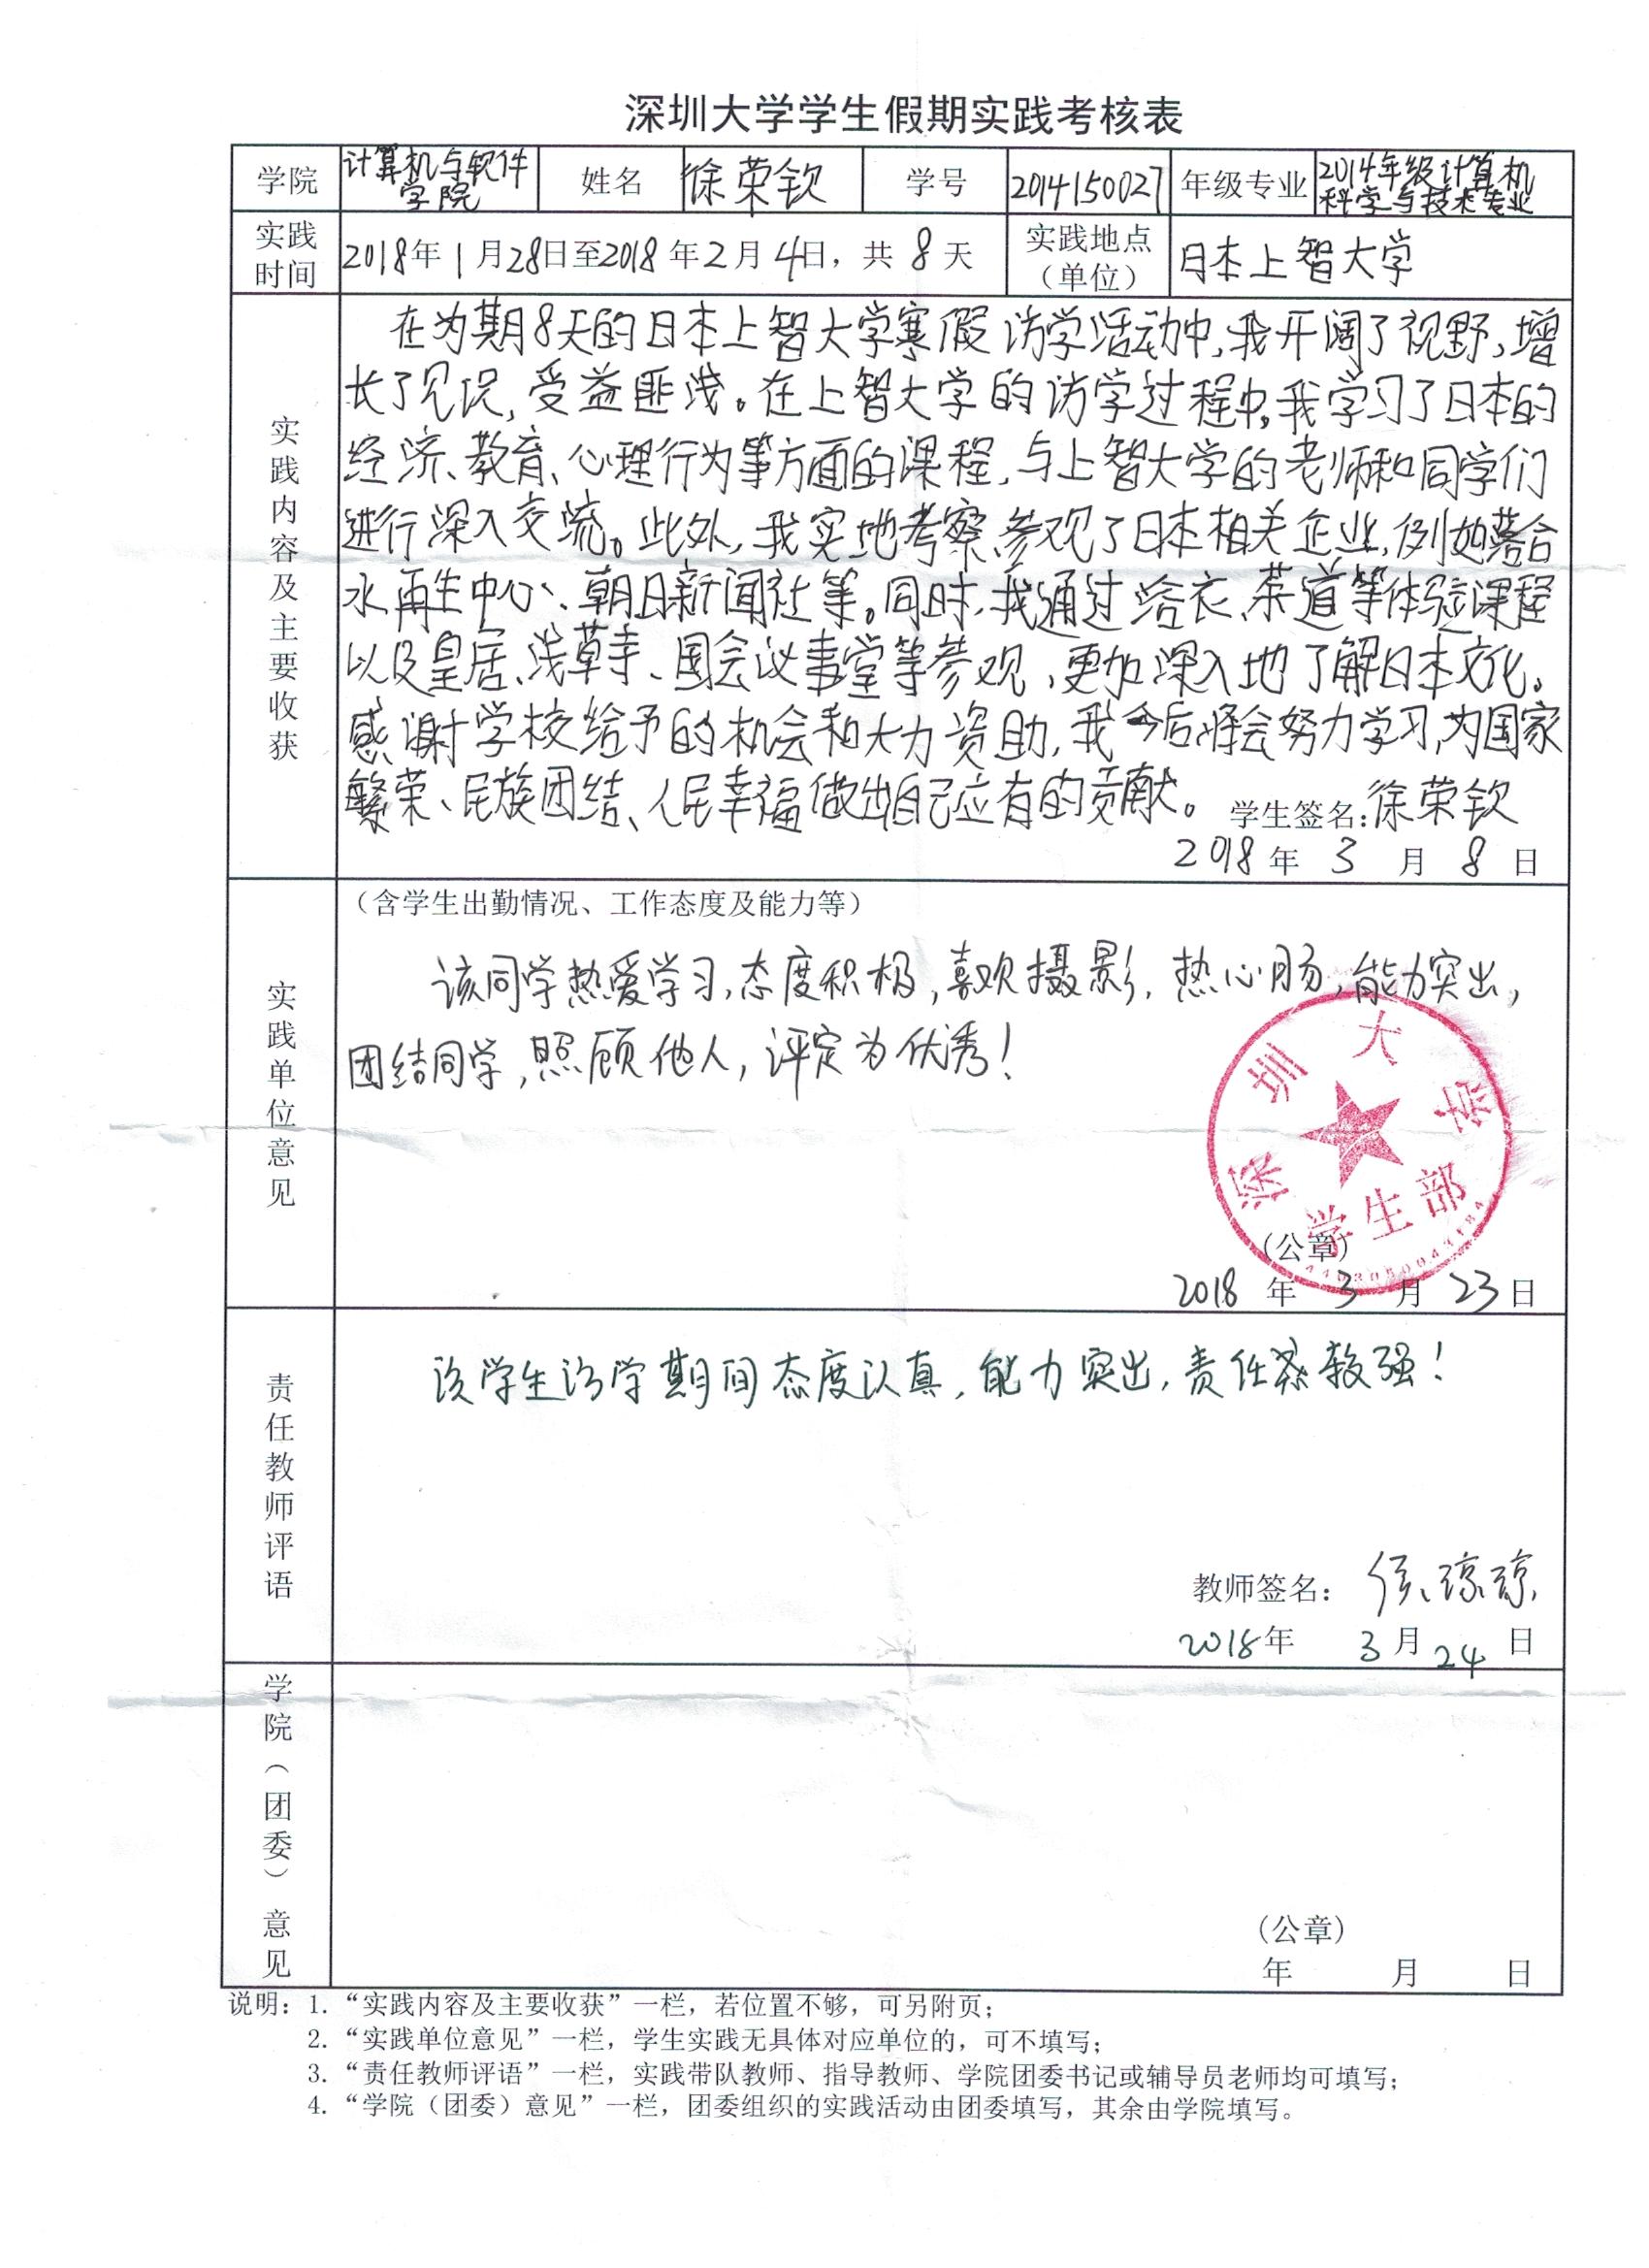 深圳大学学生假期实践考核表
学院 计算机与软件学院 姓名 徐荣钦 学号 2014150027 年级专业 2014年级计算机科学与技术专业
实践时间 2018年1月28日至2018年2月4日，共8天 实践地点（单位） 日本上智大学
实践内容及主要收获
在为期8天的日本上智大学寒假访学活动中，我开阔了视野，增
长了见识，受益匪浅。在上智大学的访学过程中，我学习了日本的
经济、教育、心理行为等方面的课程，与上智大学的老师和同学们
进行深入交流。此外，我实地考察、参观了日本相关企业，例如落合
水再生中心、朝日新闻社等。同时，我通过浴衣、茶道等体验课程
以及皇居、浅草寺、国会议事堂等参观，更加深入地了解日本文化。
感谢学校给予的机会和大力资助，我今后将会努力学习，为国家
繁荣、民族团结、人民幸福做出自己应有的贡献。
学生签名：徐荣钦
2018年3月8日
实践单位意见
（含学生出勤情况、工作态度及能力等）
该同学热爱学习，态度积极，喜欢摄影，热心肠，能力突出，
团结同学，照顾他人，评定为优秀！
深圳大学
学生部
(公章)
2018年3月23日
责任教师评语
该学生访学期间态度认真，能力突出，责任感较强！
教师签名：侯琼琼
2018年3月24日
学院（团委）意见
(公章)
年 月 日
说明：1.“实践内容及主要收获”一栏，若位置不够，可另附页；
2.“实践单位意见”一栏，学生实践无具体对应单位的，可不填写；
3.“责任教师评语”一栏，实践带队教师、指导教师、学院团委书记或辅导员老师均可填写；
4.“学院（团委）意见”一栏，团委组织的实践活动由团委填写，其余由学院填写。